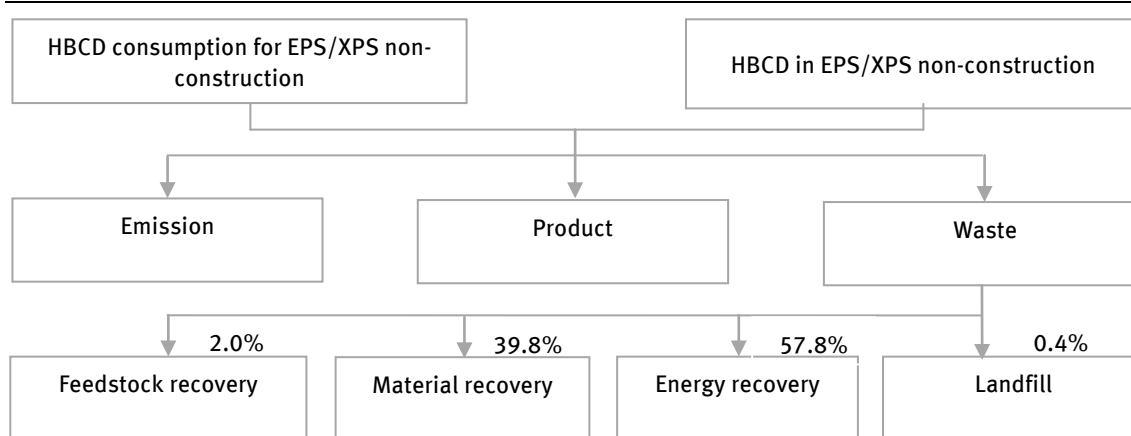 HBCD consumption for EPS/XPS non-
construction
HBCD in EPS/XPS non-construction
Emission
Product
Waste
2.0%
39.8%
57.8%
0.4%
Feedstock recovery
Material recovery
Energy recovery
Landfill